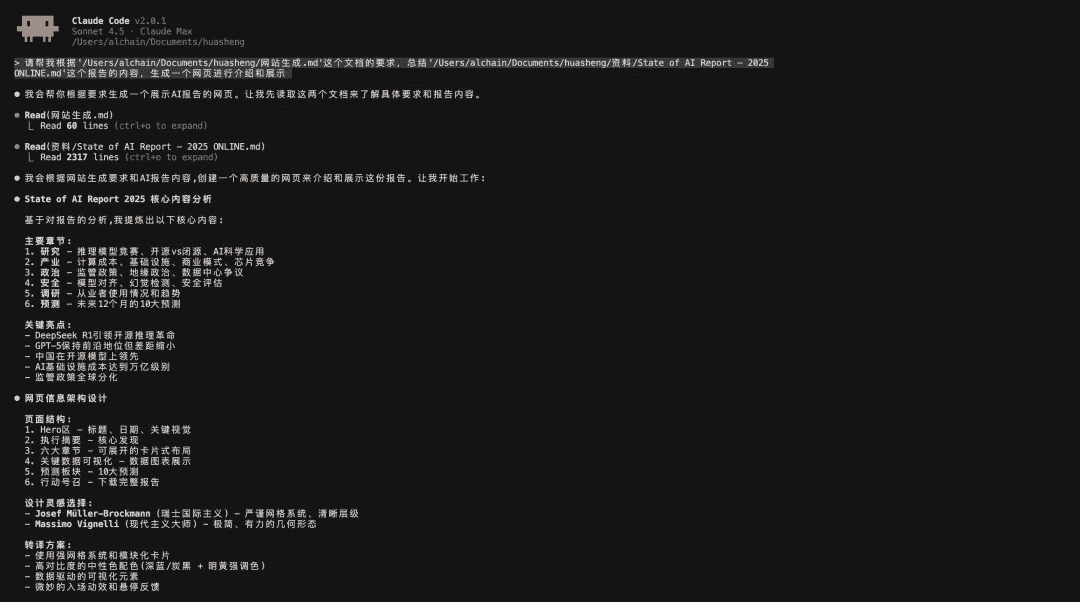 Claude Code v2.0.1
Sonnet 4.5 · Claude Max
/Users/alchain/Documents/huasheng
> 请帮我根据'/Users/alchain/Documents/huasheng/网站生成.md'这个文档的要求，总结'/Users/alchain/Documents/huasheng/资料/State of AI Report - 2025
ONLINE.md'这个报告的内容，生成一个网页进行介绍和展示
● 我会帮你根据要求生成一个展示AI报告的网页。让我先读取这两个文档来了解具体要求和报告内容。
● Read(网站生成.md)
⎿ Read 60 lines (ctrl+o to expand)
● Read(资料/State of AI Report - 2025 ONLINE.md)
⎿ Read 2317 lines (ctrl+o to expand)
● 我会根据网站生成要求和AI报告内容,创建一个高质量的网页来介绍和展示这份报告。让我开始工作:
● State of AI Report 2025 核心内容分析
基于对报告的分析,我提炼出以下核心内容:
主要章节:
1. 研究 - 推理模型竞赛、开源vs闭源、AI科学应用
2. 产业 - 计算成本、基础设施、商业模式、芯片竞争
3. 政治 - 监管政策、地缘政治、数据中心争议
4. 安全 - 模型对齐、幻觉检测、安全评估
5. 调研 - 从业者使用情况和趋势
6. 预测 - 未来12个月的10大预测
关键亮点:
- DeepSeek R1引领开源推理革命
- GPT-5保持前沿地位但差距缩小
- 中国在开源模型上领先
- AI基础设施成本达到万亿级别
- 监管政策全球分化
● 网页信息架构设计
页面结构:
1. Hero区 - 标题、日期、关键视觉
2. 执行摘要 - 核心发现
3. 六大章节 - 可展开的卡片式布局
4. 关键数据可视化 - 数据图表展示
5. 预测板块 - 10大预测
6. 行动号召 - 下载完整报告
设计灵感选择:
- Josef Müller-Brockmann (瑞士国际主义) - 严谨网格系统、清晰层级
- Massimo Vignelli (现代主义大师) - 极简、有力的几何形态
转译方案:
- 使用强网格系统和模块化卡片
- 高对比度的中性色配色(深蓝/炭黑 + 明黄强调色)
- 数据驱动的可视化元素
- 微妙的入场动效和悬停反馈